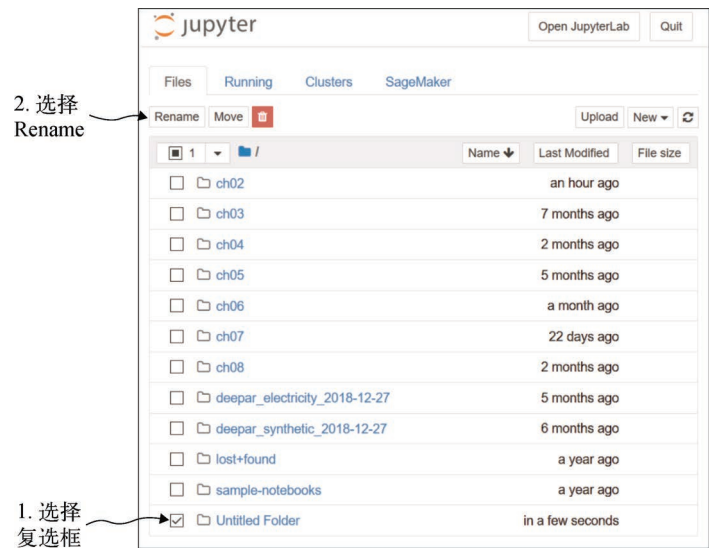 jupyter
Open JupyterLab
Quit
Files
Running
Clusters
SageMaker
2. 选择
Rename
Rename
Move
Upload
New
1
/
Name
Last Modified
File size
ch02
an hour ago
ch03
7 months ago
ch04
2 months ago
ch05
5 months ago
ch06
a month ago
ch07
22 days ago
ch08
2 months ago
deepar_electricity_2018-12-27
5 months ago
deepar_synthetic_2018-12-27
6 months ago
lost+found
a year ago
sample-notebooks
a year ago
1. 选择
复选框
Untitled Folder
in a few seconds